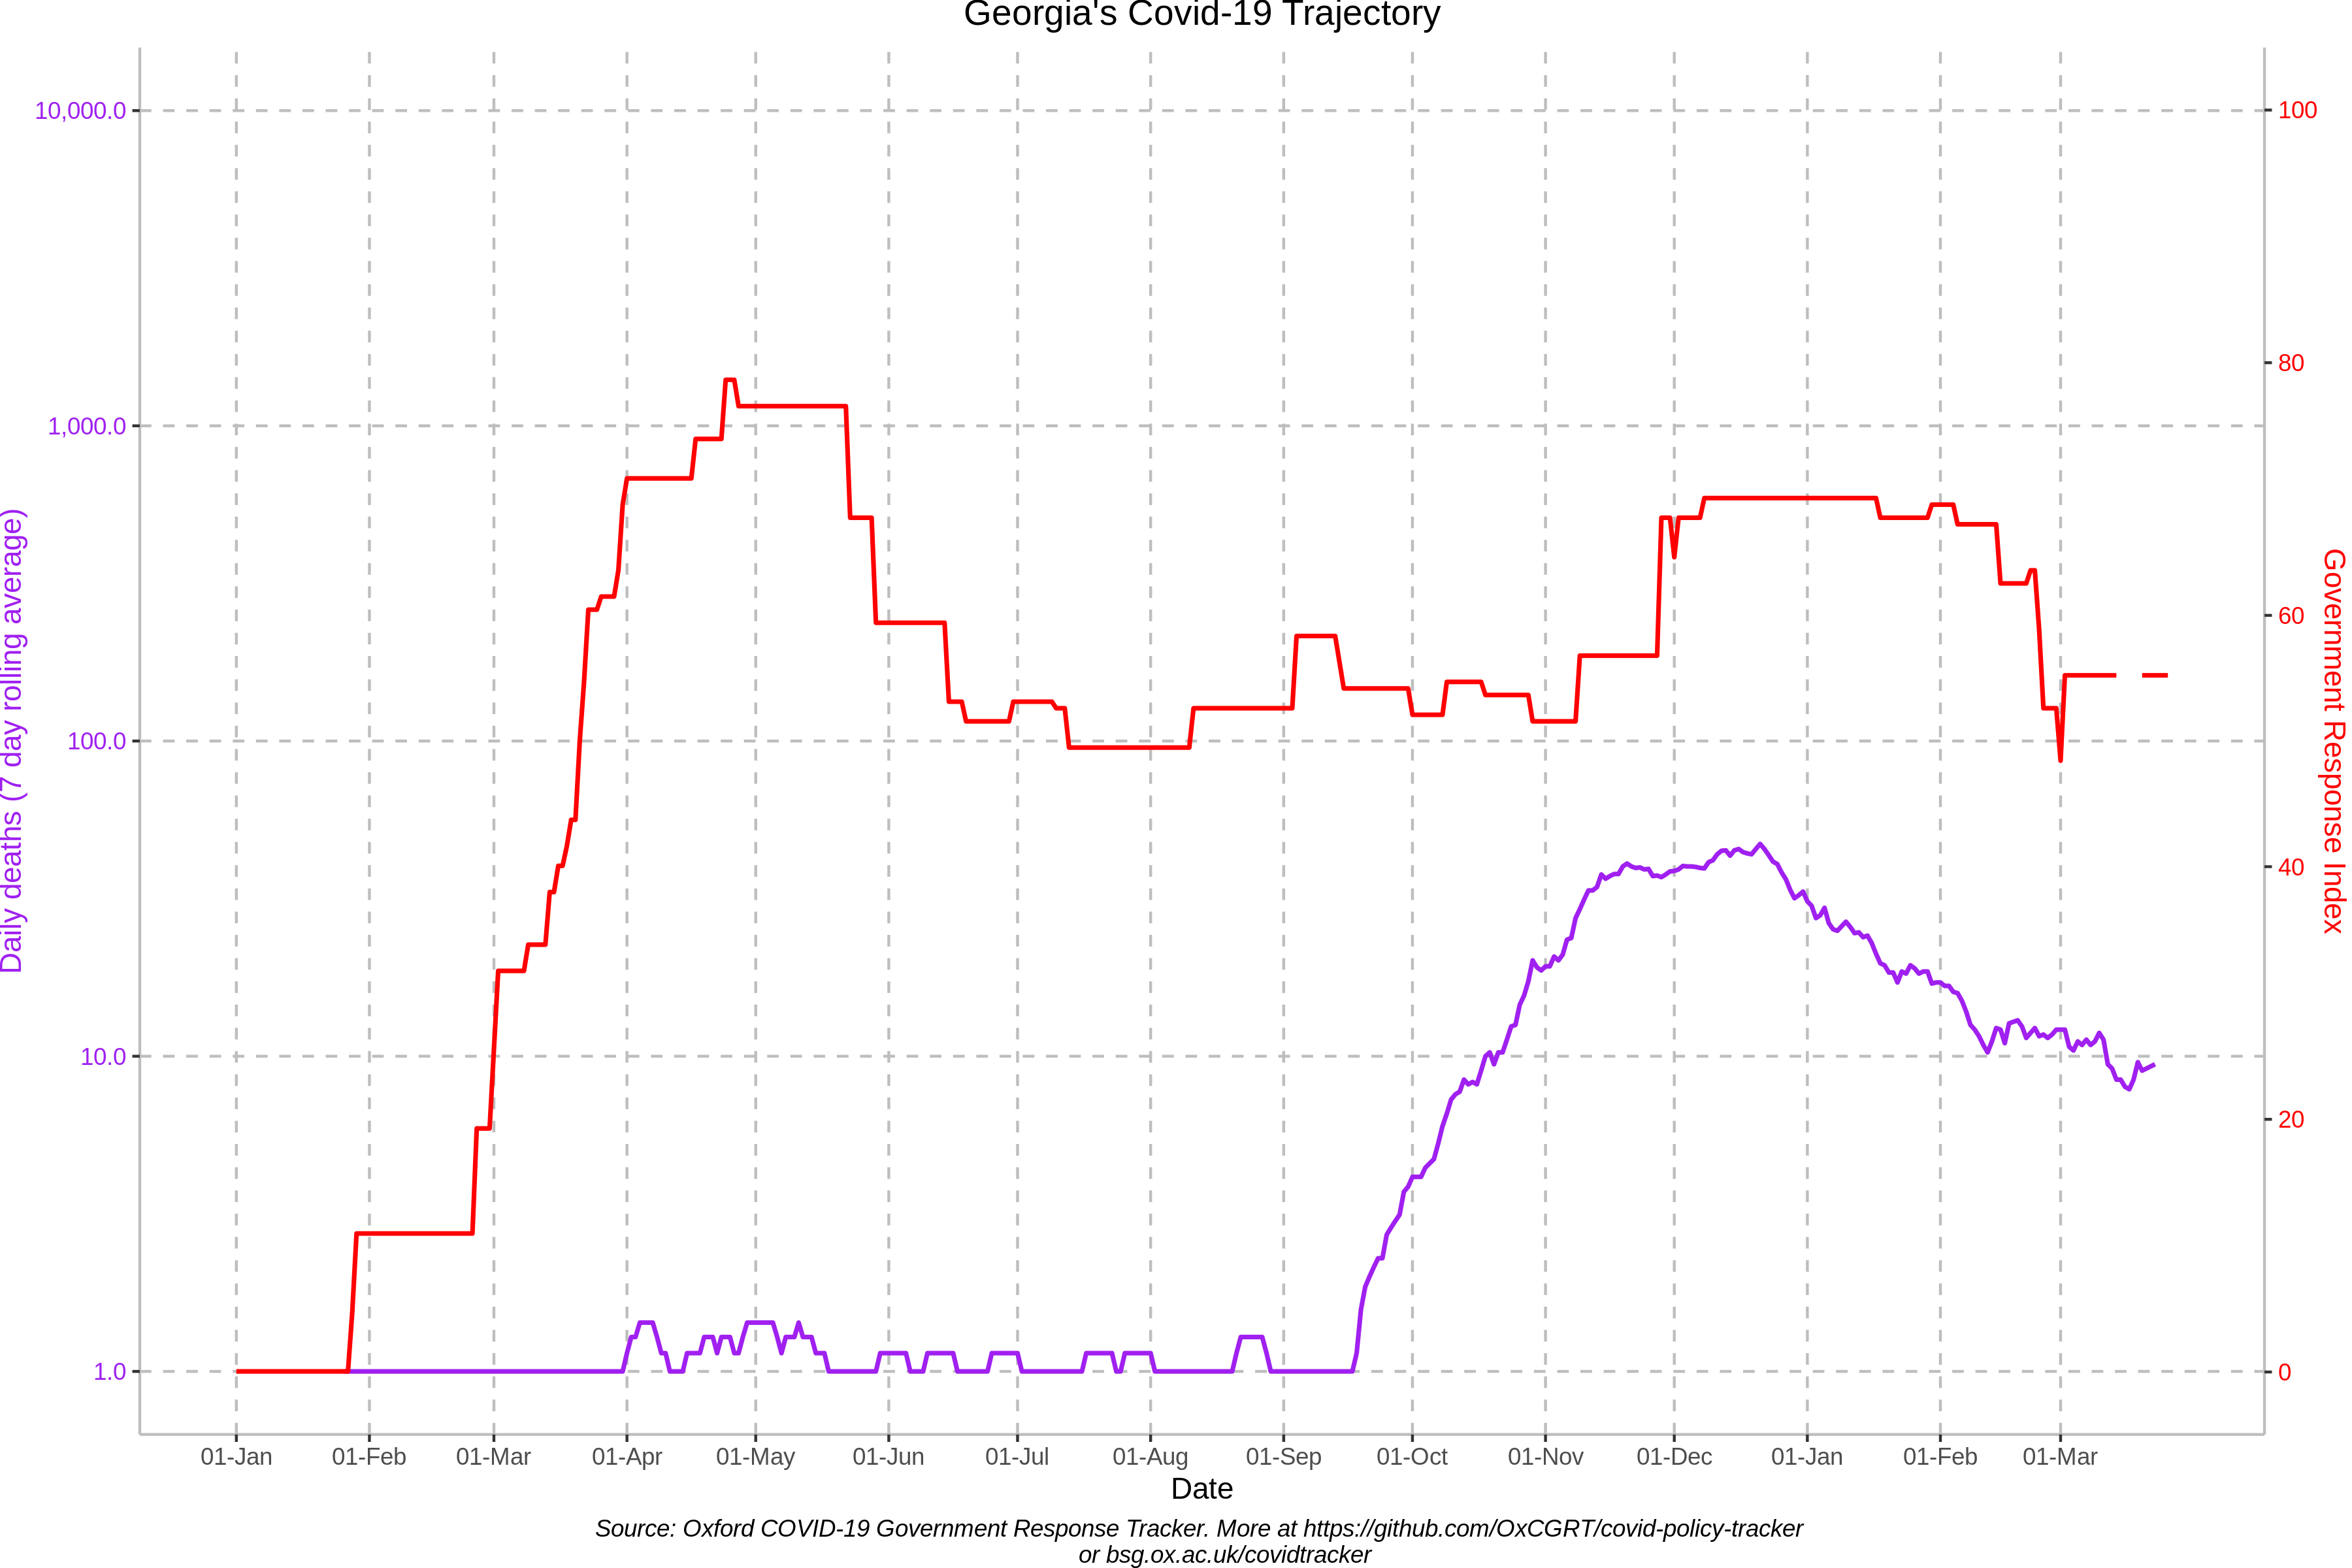 Georgia's Covid-19 Trajectory
10,000.0
1,000.0
100.0
10.0
1.0
Daily deaths (7 day rolling average)
100
80
60
40
20
0
Government Response Index
01-Jan 01-Feb 01-Mar 01-Apr 01-May 01-Jun 01-Jul 01-Aug 01-Sep 01-Oct 01-Nov 01-Dec 01-Jan 01-Feb 01-Mar
Date
Source: Oxford COVID-19 Government Response Tracker. More at https://github.com/OxCGRT/covid-policy-tracker
or bsg.ox.ac.uk/covidtracker